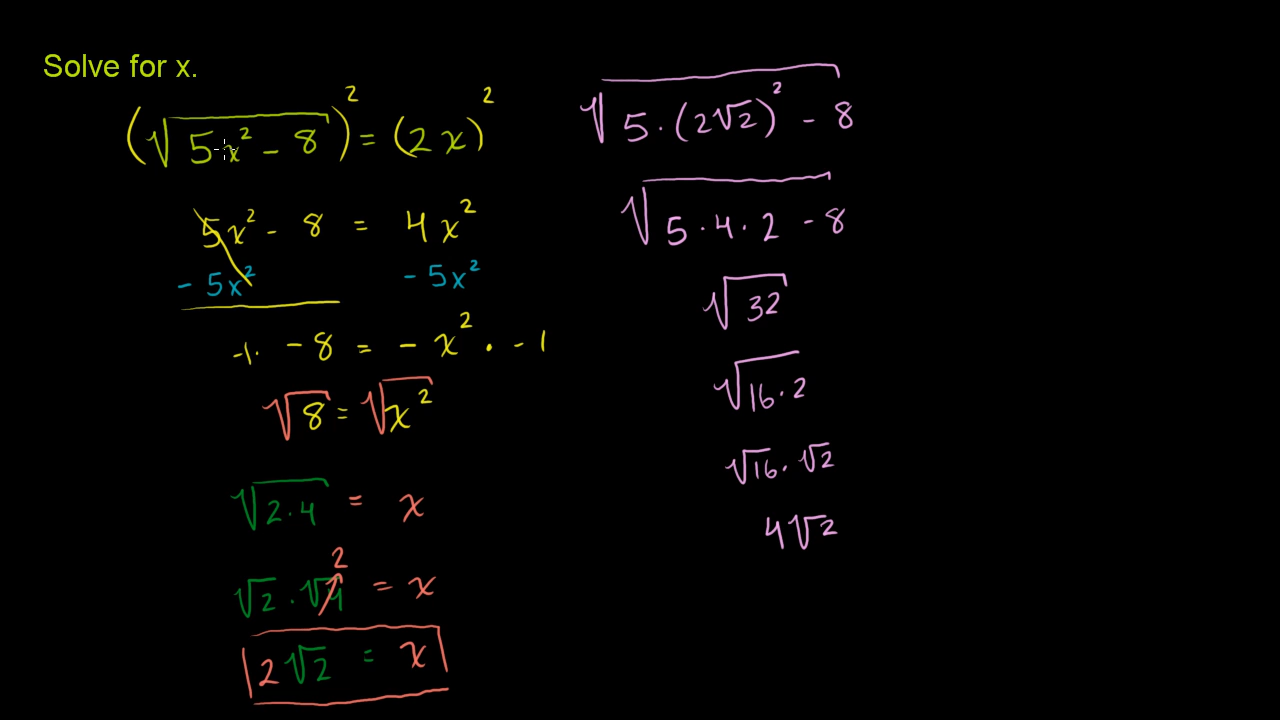 Solve for x.
(√(5x² - 8))² = (2x)²
5x² - 8 = 4x²
- 5x² - 5x²
-1 · -8 = -x² · -1
√8 = √x²
√(2·4) = x
√2 · √4 2 = x
2√2 = x
√(5·(2√2)² - 8)
√(5·4·2 - 8)
√32
√(16·2)
√16 · √2
4√2